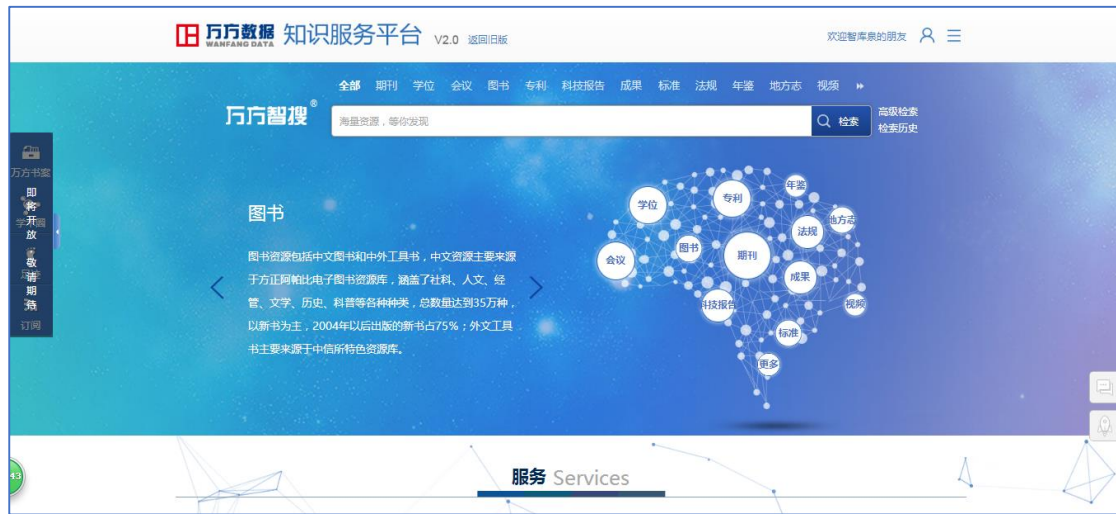 万方数据 知识服务平台 V2.0 返回旧版
WANFANG DATA
欢迎智库泉的朋友
全部 期刊 学位 会议 图书 专利 科技报告 成果 标准 法规 年鉴 地方志 视频 »
万方智搜®
海量资源，等你发现
检索
高级检索
检索历史
万方书案
即将开放
敬请期待
订阅
图书
图书资源包括中文图书和中外工具书，中文资源主要来源
于方正阿帕比电子图书资源库，涵盖了社科、人文、经
管、文学、历史、科普等各种种类，总数量达到35万种，
以新书为主，2004年以后出版的新书占75%；外文工具
书主要来源于中信所特色资源库。
年鉴
专利
学位
地方志
法规
图书
期刊
会议
成果
科技报告
视频
标准
更多
43
服务 Services